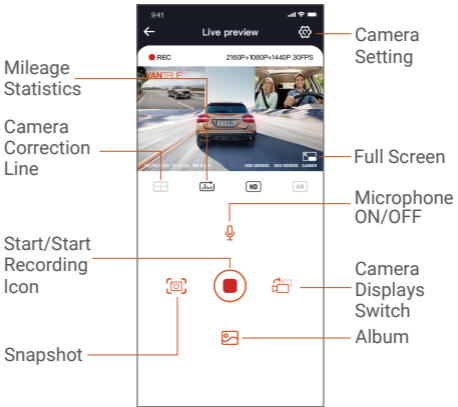 9:41
Live preview
Camera
Setting
REC
2160P+1080P+1440P 30FPS
VANTRUE
Mileage
Statistics
Camera
Correction
Line
Full Screen
HD
AR
Microphone
ON/OFF
Start/Start
Recording
Icon
Camera
Displays
Switch
Album
Snapshot